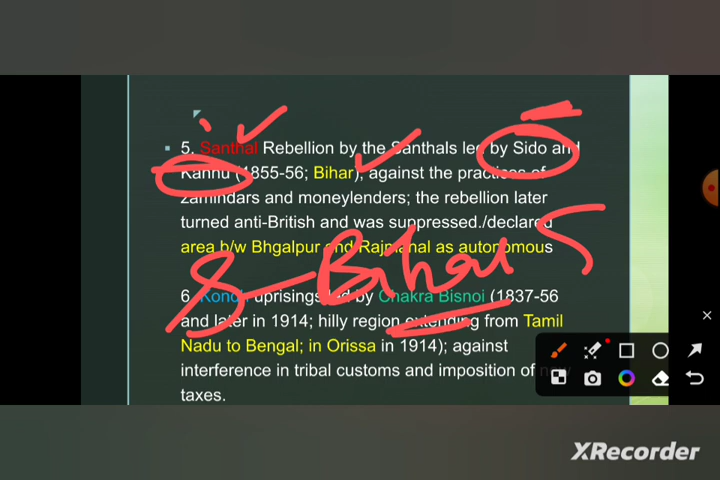 5. Santhal Rebellion by the Santhals led by Sido and
Kanhu (1855-56; Bihar), against the practices of
zamindars and moneylenders; the rebellion later
turned anti-British and was suppressed./declared
area b/w Bhgalpur and Rajmahal as autonomous
S - Bihar S
6. Kondh uprisings led by Chakra Bisnoi (1837-56
and later in 1914; hilly region extending from Tamil
Nadu to Bengal; in Orissa in 1914); against
interference in tribal customs and imposition of new
taxes.
XRecorder